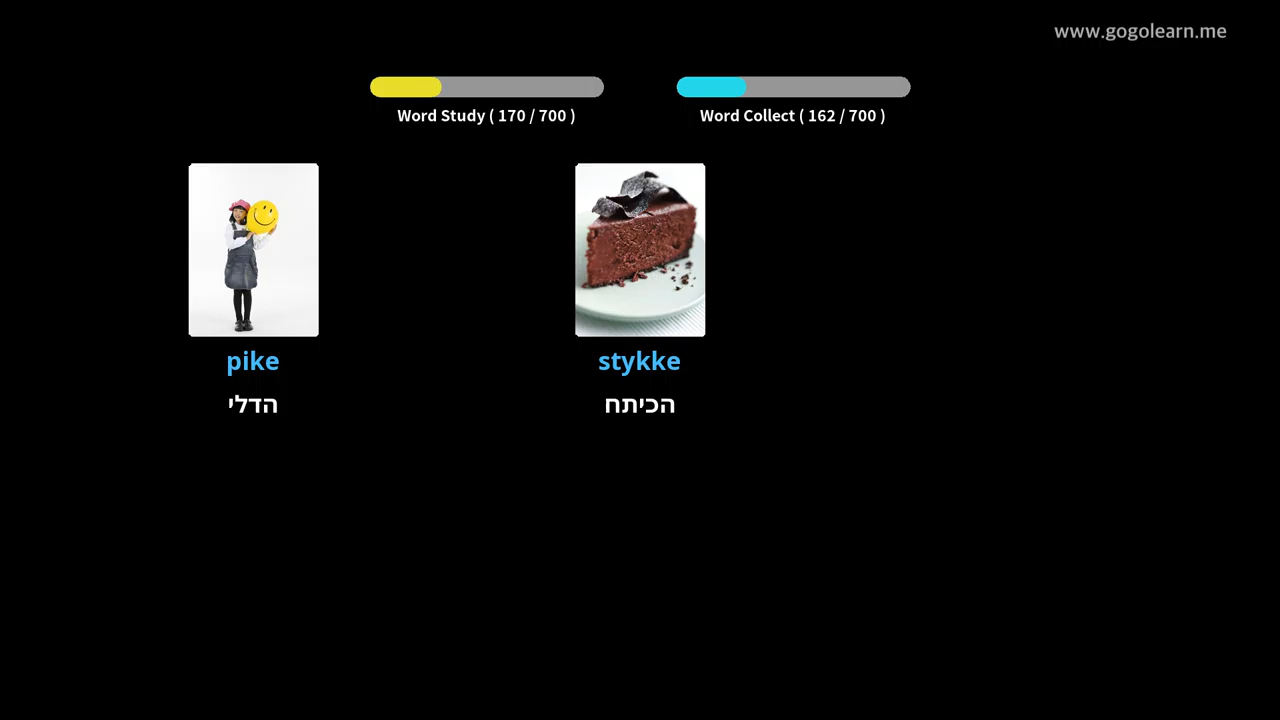 www.gogolearn.me
Word Study ( 170 / 700 )
Word Collect ( 162 / 700 )
pike
הדלי
stykke
הכיתח